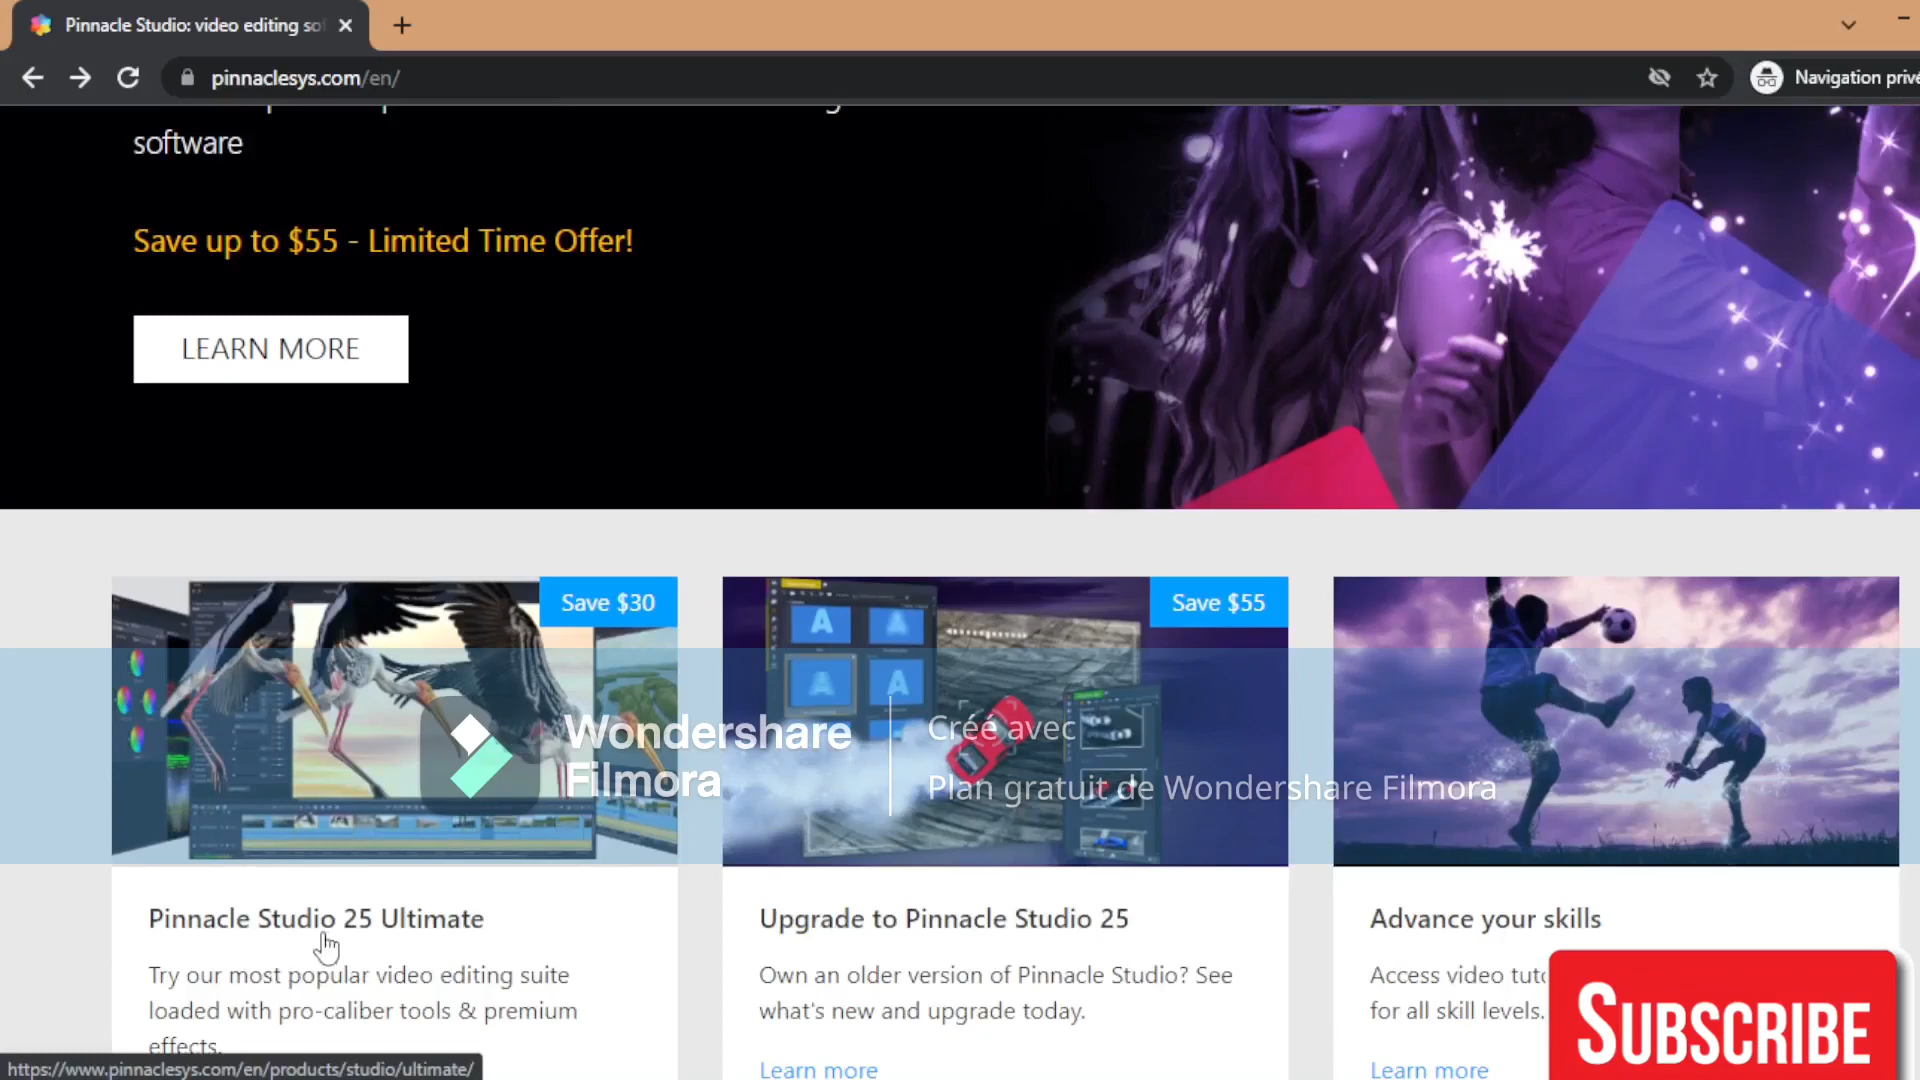 Pinnacle Studio: video editing so
pinnaclesys.com/en/
Navigation privé
software
Save up to $55 - Limited Time Offer!
LEARN MORE
Save $30
Save $55
Wondershare
Filmora
Créé avec
Plan gratuit de Wondershare Filmora
Pinnacle Studio 25 Ultimate
Try our most popular video editing suite
loaded with pro-caliber tools & premium
effects.
Upgrade to Pinnacle Studio 25
Own an older version of Pinnacle Studio? See
what's new and upgrade today.
Learn more
Advance your skills
Access video tuto
for all skill levels.
Learn more
SUBSCRIBE
https://www.pinnaclesys.com/en/products/studio/ultimate/